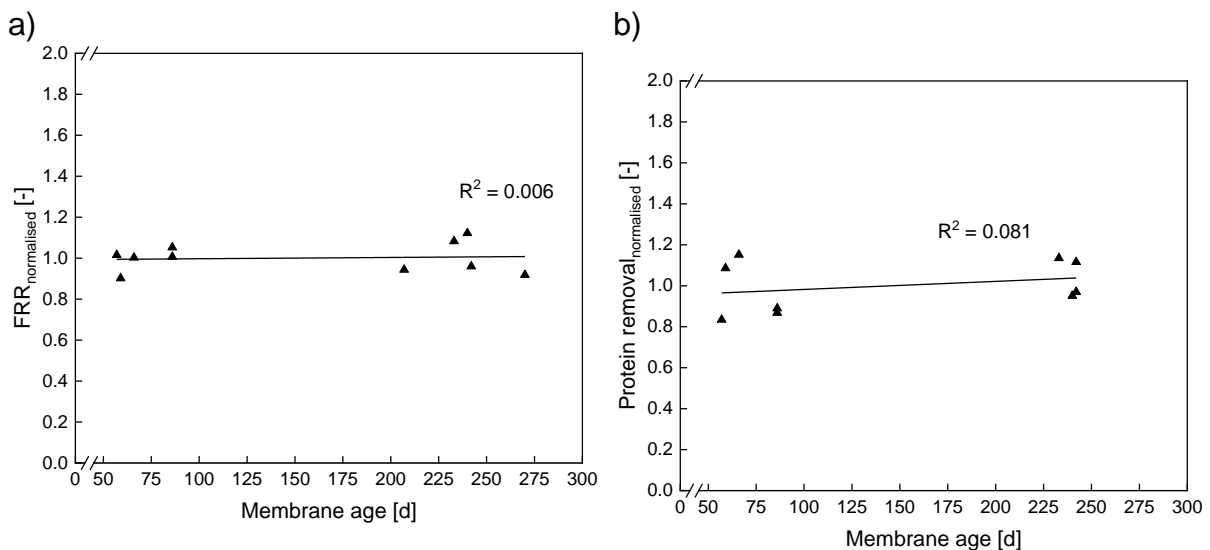 a)
2.0
1.8
1.6
1.4
1.2
1.0
0.8
0.6
0.4
0.2
0.0
FRR normalised [-]
R² = 0.006
0 50 75 100 125 150 175 200 225 250 275 300
Membrane age [d]
b)
2.0
1.8
1.6
1.4
1.2
1.0
0.8
0.6
0.4
0.2
0.0
Protein removal normalised [-]
R² = 0.081
0 50 75 100 125 150 175 200 225 250 275 300
Membrane age [d]